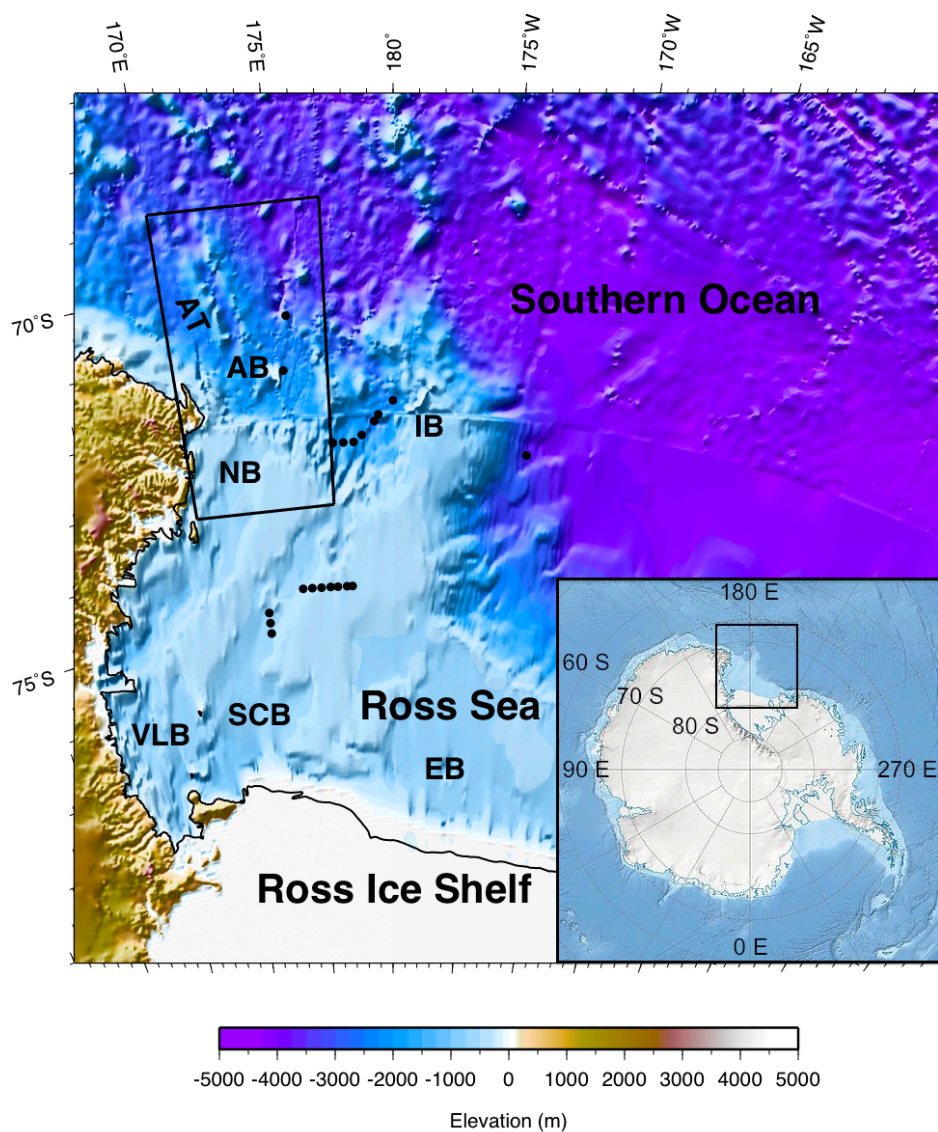 170°E
175°E
180°
175°W
170°W
165°W
Southern Ocean
70°S
AT
AB
IB
NB
75°S
Ross Sea
SCB
VLB
EB
Ross Ice Shelf
180 E
60 S
70 S
80 S
90 E
270 E
0 E
-5000 -4000 -3000 -2000 -1000 0 1000 2000 3000 4000 5000
Elevation (m)